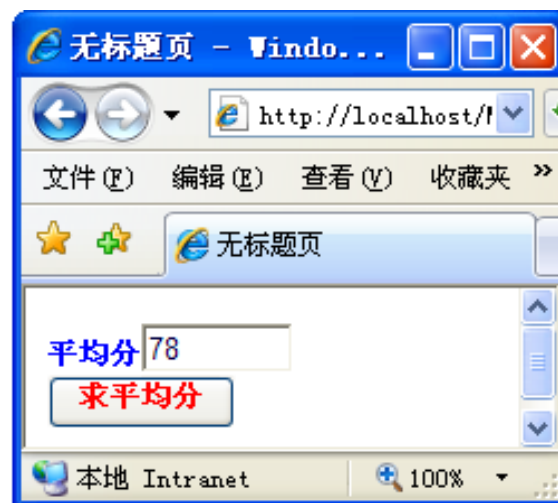 无标题页 - Windo...
http://localhost/
文件(F) 编辑(E) 查看(V) 收藏夹 »
无标题页
平均分 78
求平均分
本地 Intranet 100%